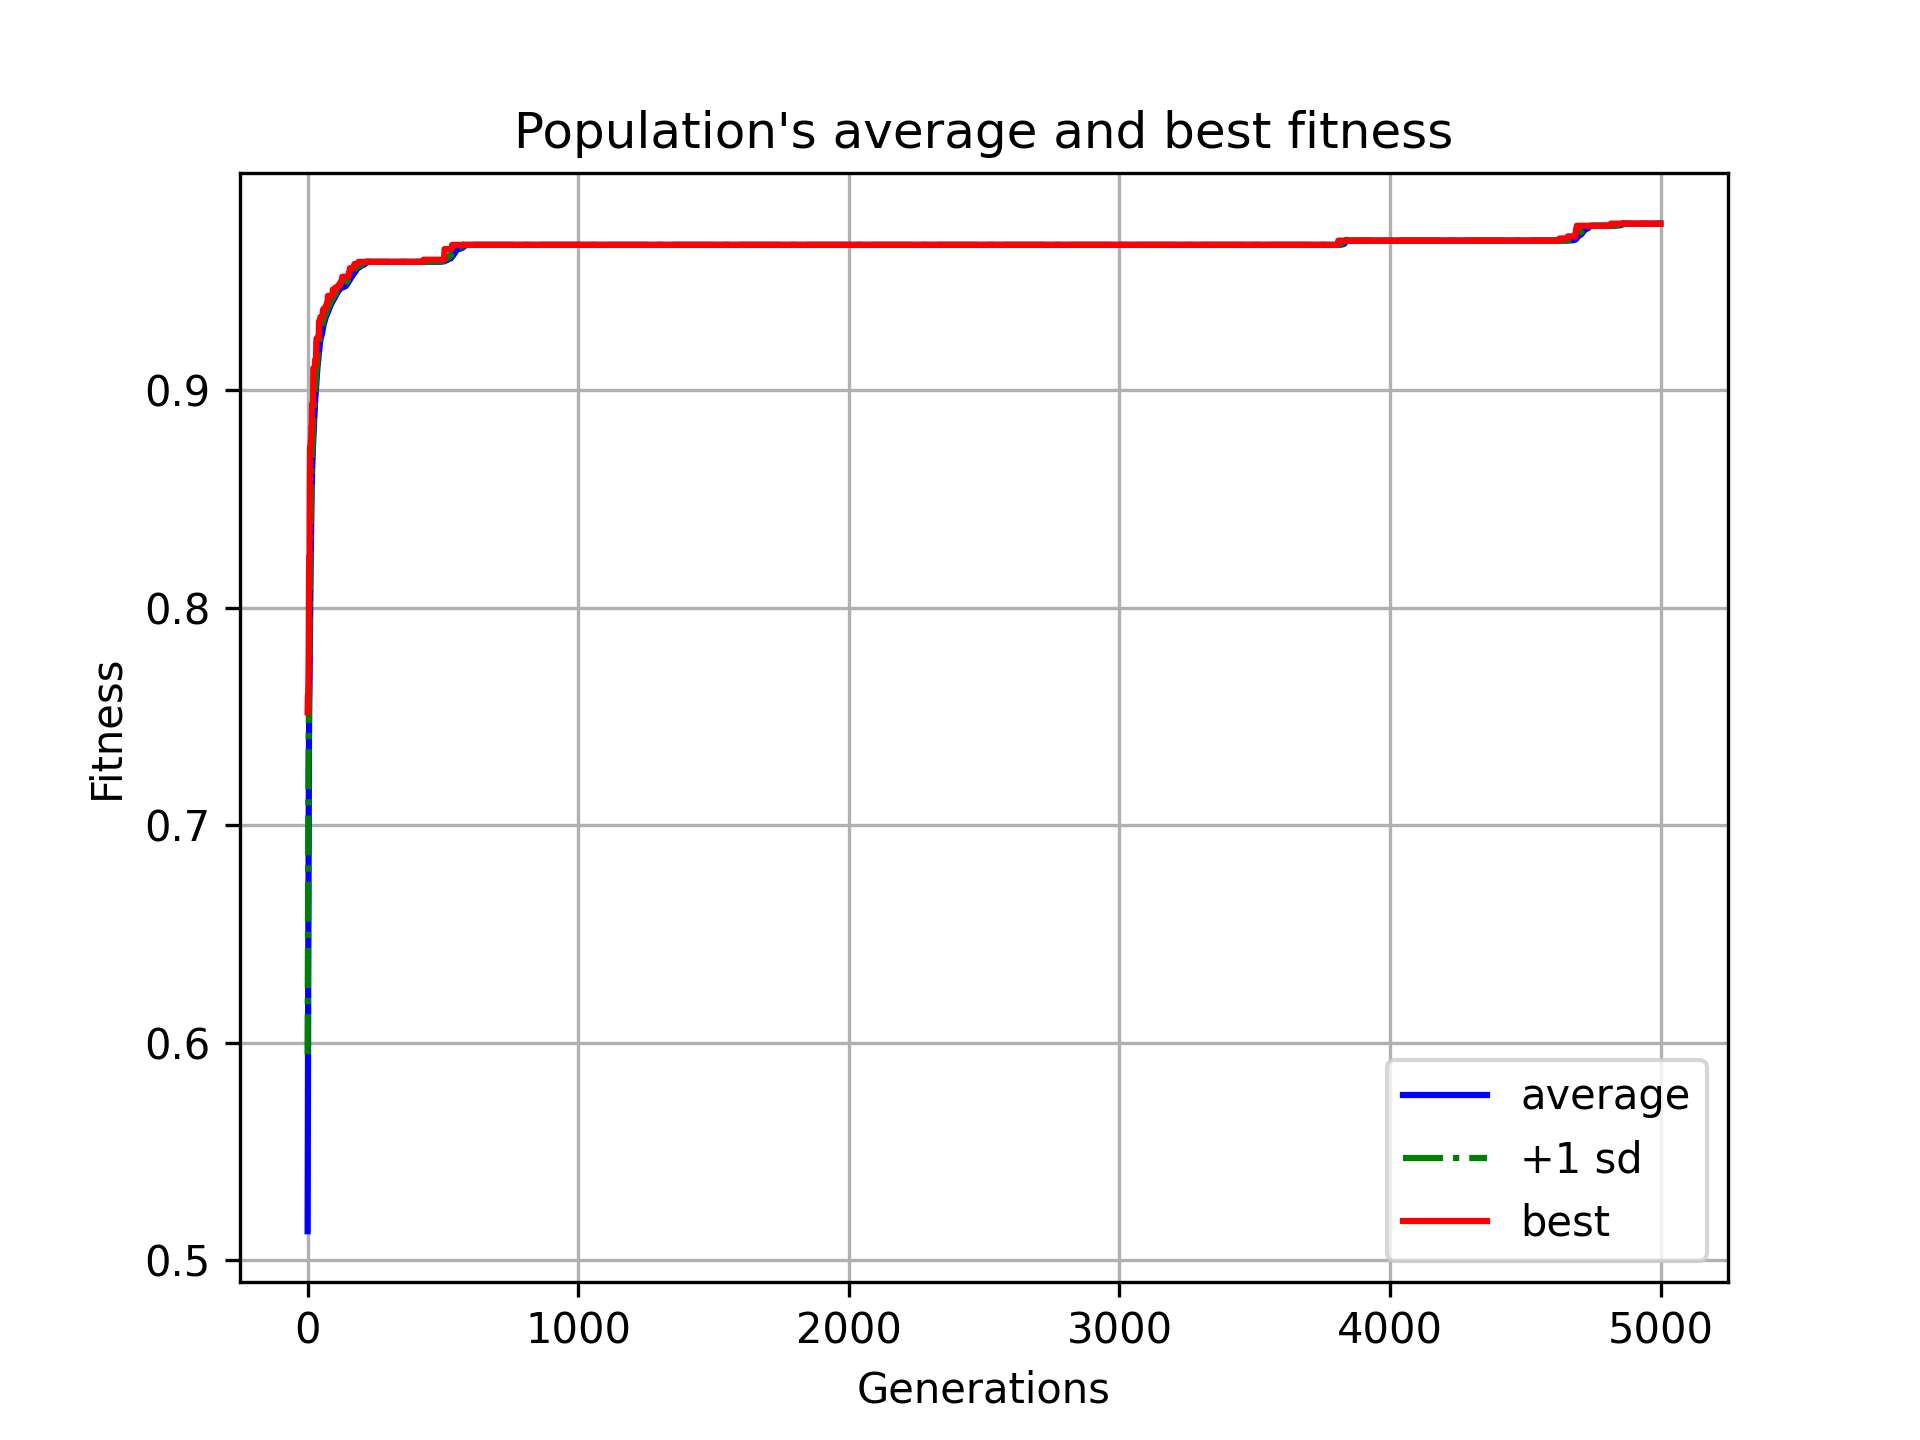 Population's average and best fitness
Fitness
0.9
0.8
0.7
0.6
0.5
average
+1 sd
best
0 1000 2000 3000 4000 5000
Generations